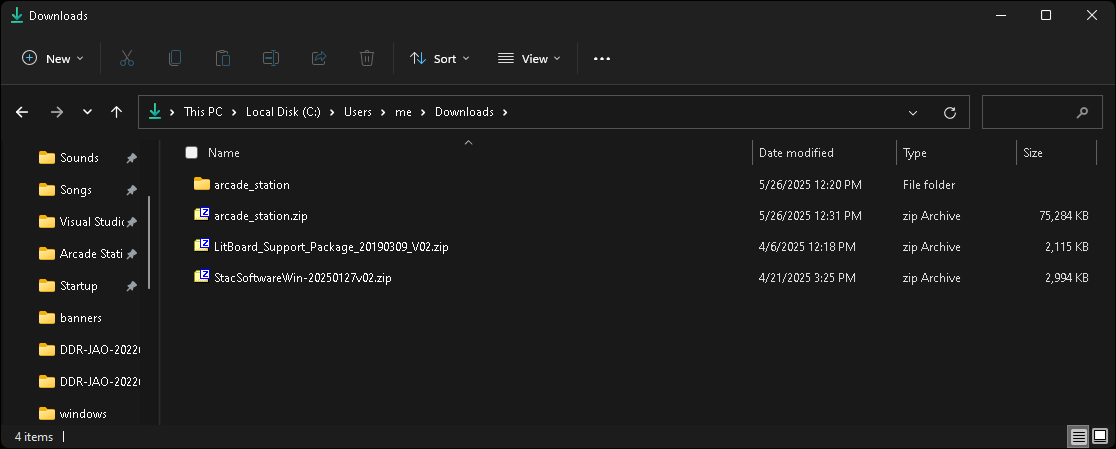 Downloads
New Sort View
This PC Local Disk (C:) Users me Downloads
Sounds
Songs
Visual Studic
Arcade Stati
Startup
banners
DDR-JAO-2022
DDR-JAO-2022
windows
Name Date modified Type Size
arcade_station 5/26/2025 12:20 PM File folder
arcade_station.zip 5/26/2025 12:31 PM zip Archive 75,284 KB
LitBoard_Support_Package_20190309_V02.zip 4/6/2025 12:18 PM zip Archive 2,115 KB
StacSoftwareWin-20250127v02.zip 4/21/2025 3:25 PM zip Archive 2,994 KB
4 items